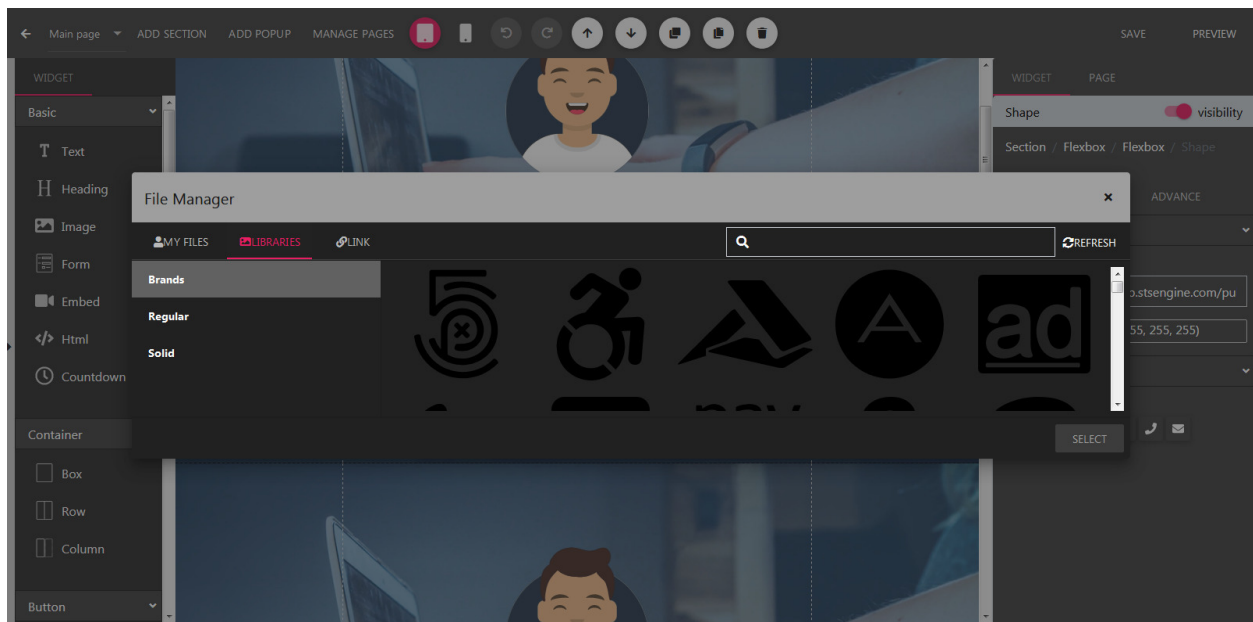 Main page ADD SECTION ADD POPUP MANAGE PAGES SAVE PREVIEW
WIDGET
Basic
T Text
H Heading
Image
Form
Embed
</> Html
Countdown
Container
Box
Row
Column
Button
File Manager ×
MY FILES LIBRARIES LINK REFRESH
Brands
Regular
Solid
A
ad
SELECT
WIDGET PAGE
Shape visibility
Section / Flexbox / Flexbox / Shape
ADVANCE
.stsengine.com/pu
55, 255, 255)